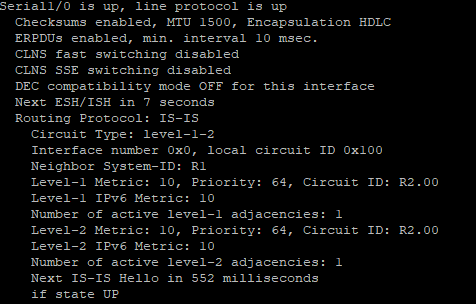 Serial1/0 is up, line protocol is up
  Checksums enabled, MTU 1500, Encapsulation HDLC
  ERPDUs enabled, min. interval 10 msec.
  CLNS fast switching disabled
  CLNS SSE switching disabled
  DEC compatibility mode OFF for this interface
  Next ESH/ISH in 7 seconds
  Routing Protocol: IS-IS
    Circuit Type: level-1-2
    Interface number 0x0, local circuit ID 0x100
    Neighbor System-ID: R1
    Level-1 Metric: 10, Priority: 64, Circuit ID: R2.00
    Level-1 IPv6 Metric: 10
    Number of active level-1 adjacencies: 1
    Level-2 Metric: 10, Priority: 64, Circuit ID: R2.00
    Level-2 IPv6 Metric: 10
    Number of active level-2 adjacencies: 1
    Next IS-IS Hello in 552 milliseconds
    if state UP